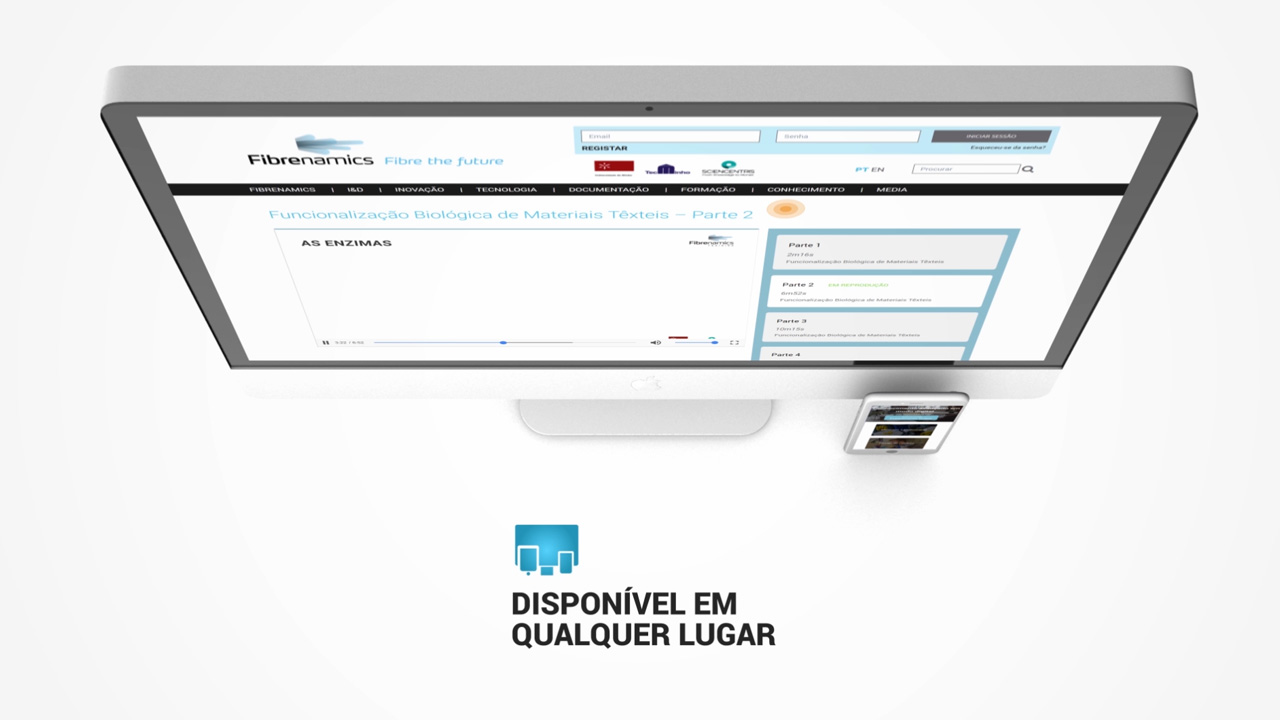 Email
Senha
INICIAR SESSÃO
REGISTAR
Esqueceu-se da senha?
Fibrenamics Fibre the future
SCIENCENTRIS
PT EN
Procurar
FIBRENAMICS | I&D | INOVAÇÃO | TECNOLOGIA | DOCUMENTAÇÃO | FORMAÇÃO | CONHECIMENTO | MEDIA
Funcionalização Biológica de Materiais Têxteis – Parte 2
AS ENZIMAS
Fibrenamics
Parte 1
2m16s
Funcionalização Biológica de Materiais Têxteis
Parte 2 EM REPRODUÇÃO
6m52s
Funcionalização Biológica de Materiais Têxteis
Parte 3
10m15s
Funcionalização Biológica de Materiais Têxteis
Parte 4
DISPONÍVEL EM
QUALQUER LUGAR